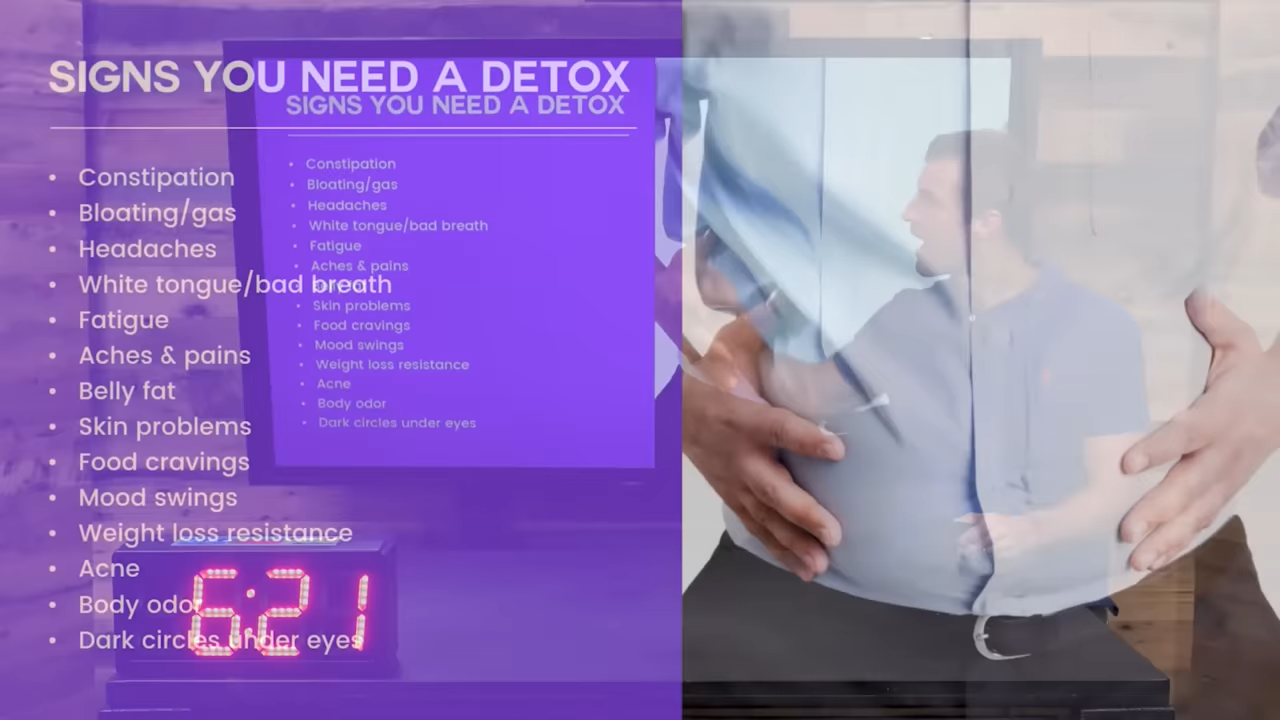 SIGNS YOU NEED A DETOX
• Constipation
• Bloating/gas
• Headaches
• White tongue/bad breath
• Fatigue
• Aches & pains
• Belly fat
• Skin problems
• Food cravings
• Mood swings
• Weight loss resistance
• Acne
• Body odor
• Dark circles under eyes
SIGNS YOU NEED A DETOX
• Constipation
• Bloating/gas
• Headaches
• White tongue/bad breath
• Fatigue
• Aches & pains
• Skin problems
• Food cravings
• Mood swings
• Weight loss resistance
• Acne
• Body odor
• Dark circles under eyes
6:21